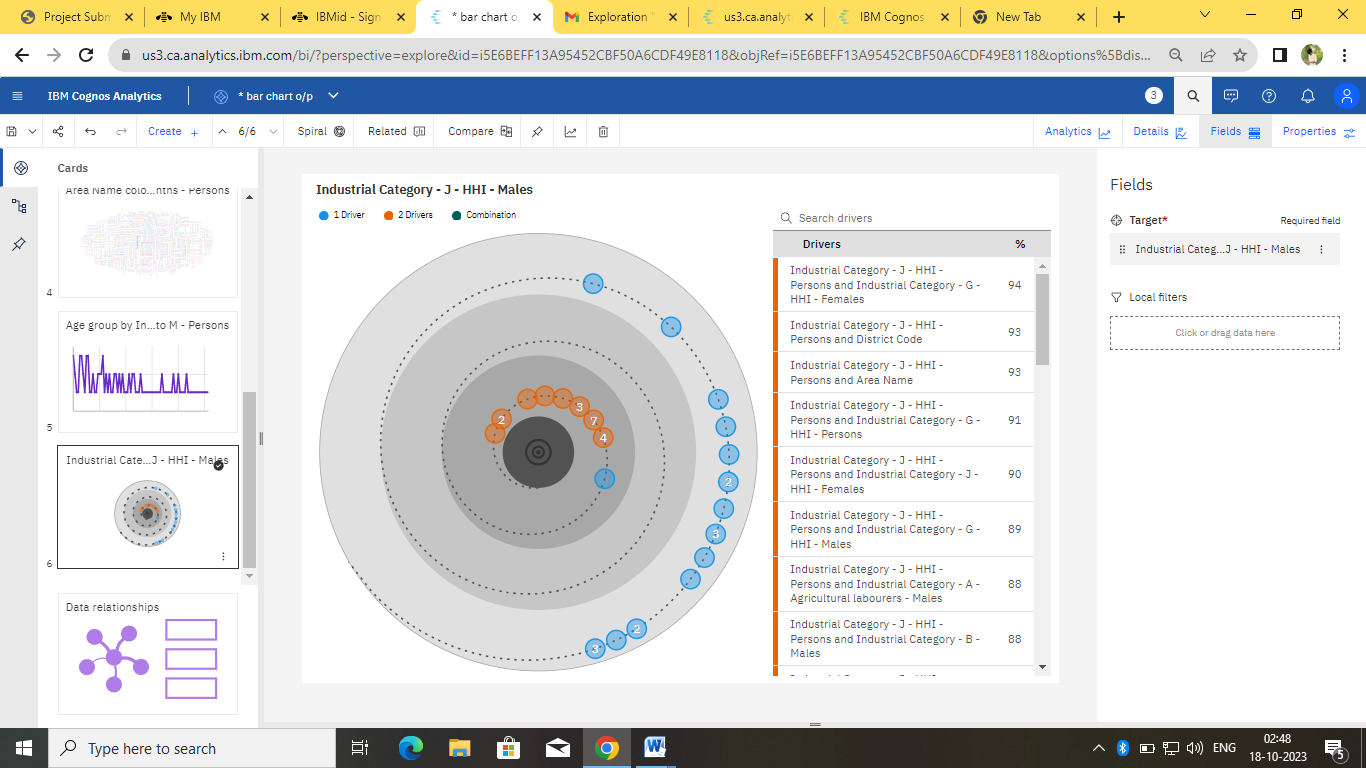 Project Subm
My IBM
IBMid - Sign
* bar chart o/
Exploration "
us3.ca.analyt
IBM Cognos
New Tab
us3.ca.analytics.ibm.com/bi/?perspective=explore&id=i5E6BEFF13A95452CBF50A6CDF49E8118&objRef=i5E6BEFF13A95452CBF50A6CDF49E8118&options%5Bdis...
IBM Cognos Analytics
* bar chart o/p
3
Create +
6/6
Spiral
Related
Compare
Analytics
Details
Fields
Properties
Cards
Area Name colo...nths - Persons
4
Age group by In...to M - Persons
5
Industrial Cate...J - HHI - Males
6
Data relationships
Industrial Category - J - HHI - Males
1 Driver
2 Drivers
Combination
2
3
7
4
2
3
2
3
Search drivers
Drivers %
Industrial Category - J - HHI -
Persons and Industrial Category - G - 94
HHI - Females
Industrial Category - J - HHI - 93
Persons and District Code
Industrial Category - J - HHI - 93
Persons and Area Name
Industrial Category - J - HHI -
Persons and Industrial Category - G - 91
HHI - Persons
Industrial Category - J - HHI -
Persons and Industrial Category - J - 90
HHI - Females
Industrial Category - J - HHI -
Persons and Industrial Category - G - 89
HHI - Males
Industrial Category - J - HHI -
Persons and Industrial Category - A - 88
Agricultural labourers - Males
Industrial Category - J - HHI -
Persons and Industrial Category - B - 88
Males
Fields
Target* Required field
Industrial Categ...J - HHI - Males
Local filters
Click or drag data here
Type here to search
ENG
02:48
18-10-2023
5